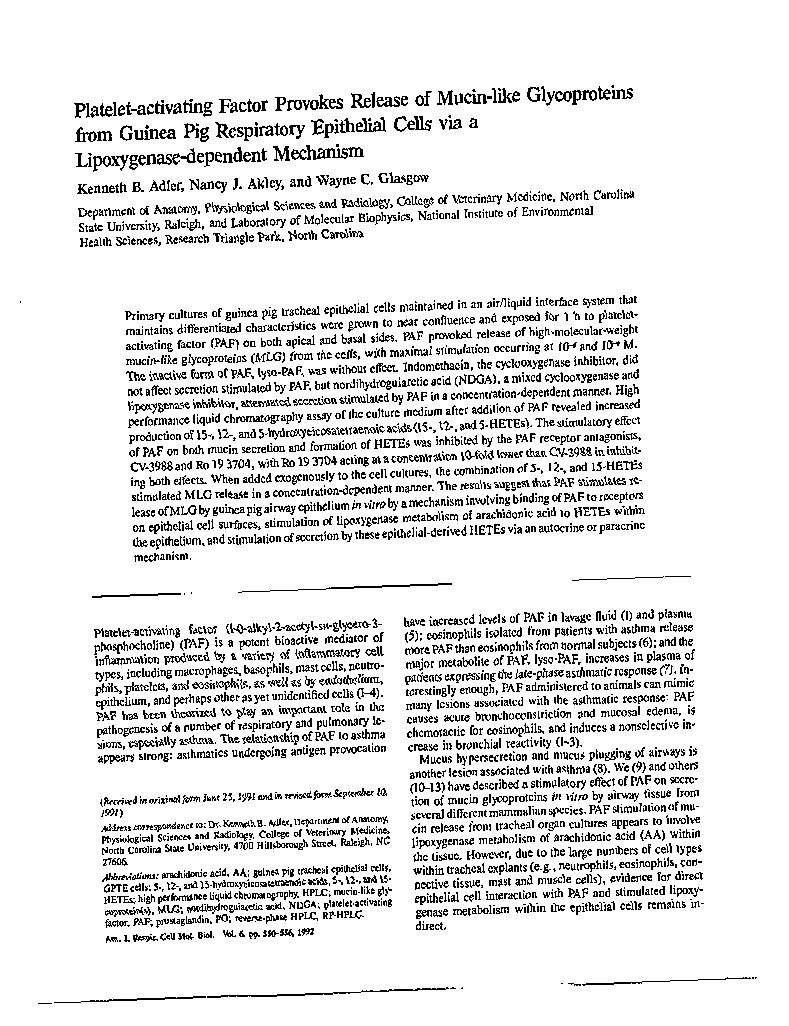 Platelet-activating Factor Provokes Release of Mucin-like Glycoproteins
from Guinea Pig Respiratory Epithelial Cells via a
Lipoxygenase-dependent Mechanism
Kenneth B. Adler, Nancy J. Akley, and Wayne C. Glasgow
Department of Anatomy, Physiological Sciences and Radiology, College of Veterinary Medicine, North Carolina
State University, Raleigh, and Laboratory of Molecular Biophysics, National Institute of Environmental
Health Sciences, Research Triangle Park, North Carolina
Primary cultures of guinea pig tracheal epithelial cells maintained in an air/liquid interface system that
maintains differentiated characteristics were grown to near confluence and exposed for 1 h to platelet-
activating factor (PAF) on both apical and basal sides. PAF provoked release of high-molecular-weight
mucin-like glycoproteins (MLG) from the cells, with maximal stimulation occurring at M.
The inactive form of PAF, lyso-PAF, was without effect. Indomethacin, the cyclooxygenase inhibitor, did
not affect secretion stimulated by PAF, but nordihydroguiaretic acid (NDGA), a mixed cyclooxygenase and
lipoxygenase inhibitor, attenuated secretion stimulated by PAF in a concentration-dependent manner. High
performance liquid chromatography assay of the culture medium after addition of PAF revealed increased
production of 15-, 12-, and 5-hydroxyeicosatetraenoic acids (15-, 12-, and 5-HETEs). The stimulatory effect
of PAF on both mucin secretion and formation of HETEs was inhibited by the PAF receptor antagonists,
CV-3988 and Ro 19 3704, with Ro 19 3704 acting at a concentration 10-fold lower than CV-3988 in inhibit-
ing both effects. When added exogenously to the cell cultures, the combination of 5-, 12-, and 15-HETEs
stimulated MLG release in a concentration-dependent manner. The results suggest that PAF stimulates re-
lease of MLG by guinea pig airway epithelium in vitro by a mechanism involving binding of PAF to receptors
on epithelial cell surfaces, stimulation of lipoxygenase metabolism of arachidonic acid to HETEs within
the epithelium, and stimulation of secretion by these epithelial-derived HETEs via an autocrine or paracrine
mechanism.
Platelet-activating factor (1-0-alkyl-2-acetyl-sn-glycero-3-
phosphocholine) (PAF) is a potent bioactive mediator of
inflammation produced by a variety of inflammatory cell
types, including macrophages, basophils, mast cells, neutro-
phils, platelets, and eosinophils, as well as by endothelium,
epithelium, and perhaps other as yet unidentified cells (1-4).
PAF has been theorized to play an important role in the
pathogenesis of a number of respiratory and pulmonary le-
sions, especially asthma. The relationship of PAF to asthma
appears strong: asthmatics undergoing antigen provocation
(Received in original form June 25, 1991 and in revised form September 10,
1991)
Address correspondence to: Dr. Kenneth B. Adler, Department of Anatomy,
Physiological Sciences and Radiology, College of Veterinary Medicine,
North Carolina State University, 4700 Hillsborough Street, Raleigh, NC
27606.
Abbreviations: arachidonic acid, AA; guinea pig tracheal epithelial cells,
GPTE cells; 5-, 12-, and 15-hydroxyeicosatetraenoic acids, 5-, 12-, and 15-
HETEs; high performance liquid chromatography, HPLC; mucin-like gly-
coprotein(s), MLG; nordihydroguiaretic acid, NDGA; platelet-activating
factor, PAF; prostaglandin, PG; reverse-phase HPLC, RP-HPLC.
Am. J. Respir. Cell Mol. Biol. Vol. 6. pp. 550-556, 1992
have increased levels of PAF in lavage fluid (1) and plasma
(5); eosinophils isolated from patients with asthma release
more PAF than eosinophils from normal subjects (6); and the
major metabolite of PAF, lyso-PAF, increases in plasma of
patients expressing the late-phase asthmatic response (7). In-
terestingly enough, PAF administered to animals can mimic
many lesions associated with the asthmatic response: PAF
causes acute bronchoconstriction and mucosal edema, is
chemotactic for eosinophils, and induces a nonselective in-
crease in bronchial reactivity (1-3).
Mucus hypersecretion and mucus plugging of airways is
another lesion associated with asthma (8). We (9) and others
(10-13) have described a stimulatory effect of PAF on secre-
tion of mucin glycoproteins in vitro by airway tissue from
several different mammalian species. PAF stimulation of mu-
cin release from tracheal organ cultures appears to involve
lipoxygenase metabolism of arachidonic acid (AA) within
the tissue. However, due to the large numbers of cell types
within tracheal explants (e.g., neutrophils, eosinophils, con-
nective tissue, mast and muscle cells), evidence for direct
epithelial cell interaction with PAF and stimulated lipoxy-
genase metabolism within the epithelial cells remains in-
direct.